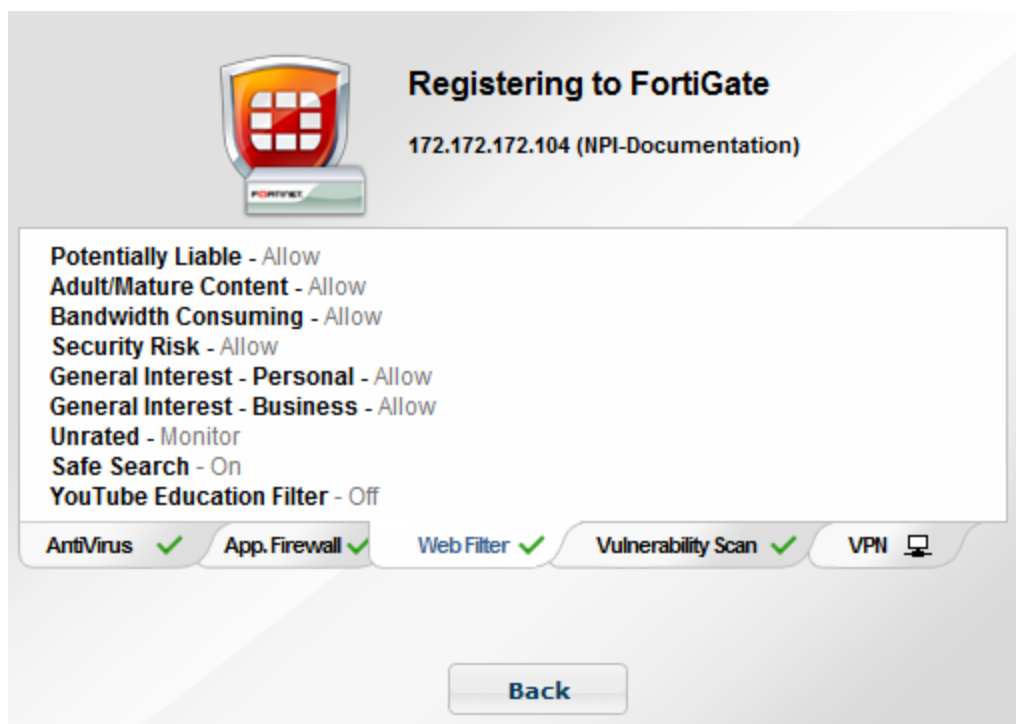 Registering to FortiGate
172.172.172.104 (NPI-Documentation)
FORTINET
Potentially Liable - Allow
Adult/Mature Content - Allow
Bandwidth Consuming - Allow
Security Risk - Allow
General Interest - Personal - Allow
General Interest - Business - Allow
Unrated - Monitor
Safe Search - On
YouTube Education Filter - Off
AntiVirus App. Firewall Web Filter Vulnerability Scan VPN
Back